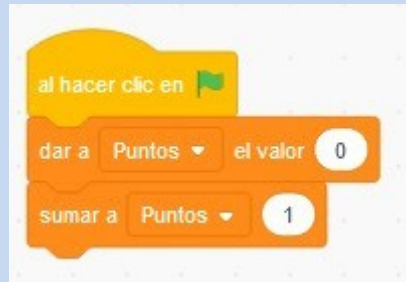 al hacer clic en
dar a Puntos el valor 0
sumar a Puntos 1